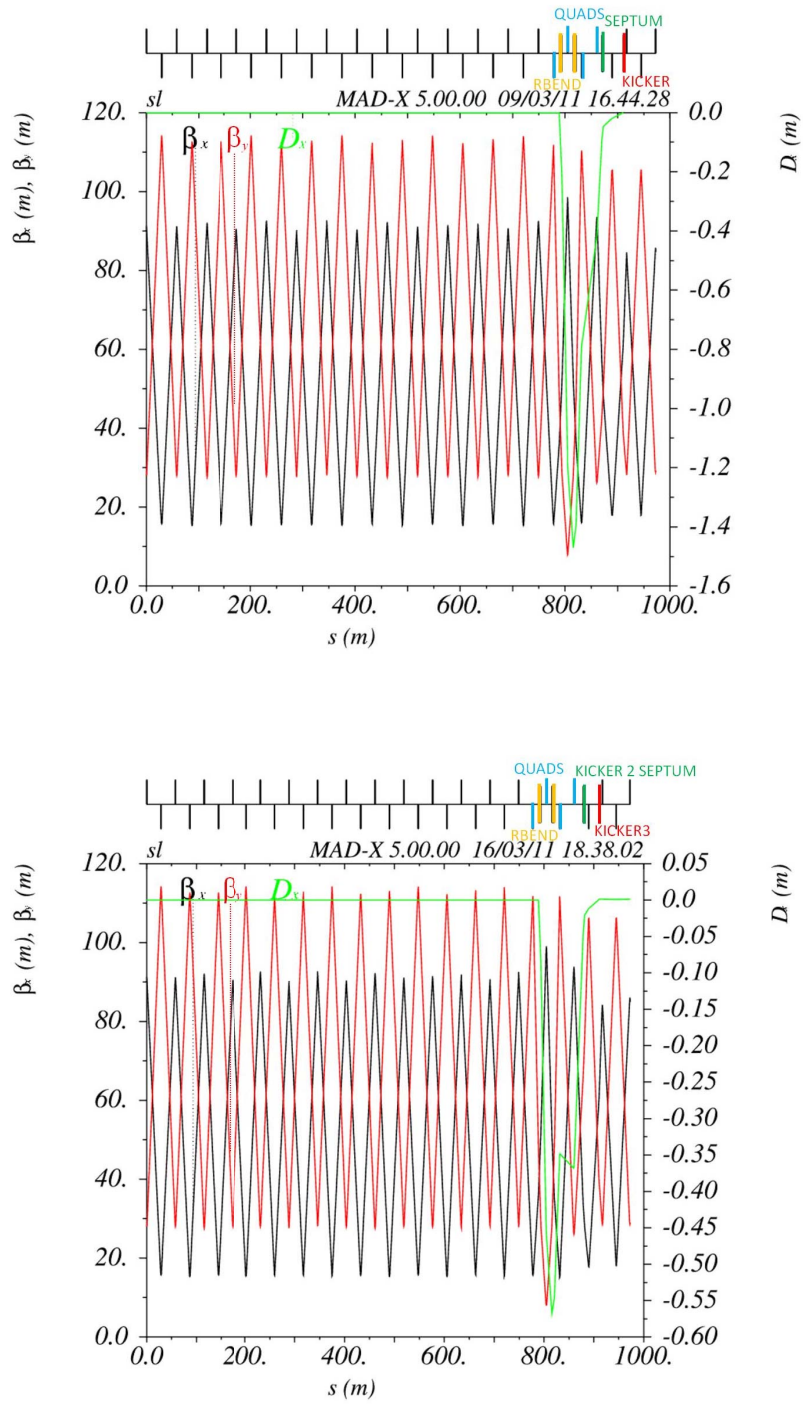 QUADS
SEPTUM
RBEND
KICKER
sl MAD-X 5.00.00 09/03/11 16.44.28
βx (m), βy (m)
120.
100.
80.
60.
40.
20.
0.0
βx βy Dx
0.0
-0.2
-0.4
-0.6
-0.8
-1.0
-1.2
-1.4
-1.6
Dx (m)
0.0 200. 400. 600. 800. 1000.
s (m)
QUADS
KICKER 2 SEPTUM
RBEND
KICKER3
sl MAD-X 5.00.00 16/03/11 18.38.02
βx (m), βy (m)
120.
100.
80.
60.
40.
20.
0.0
βx βy Dx
0.05
0.0
-0.05
-0.10
-0.15
-0.20
-0.25
-0.30
-0.35
-0.40
-0.45
-0.50
-0.55
-0.60
Dx (m)
0.0 200. 400. 600. 800. 1000.
s (m)